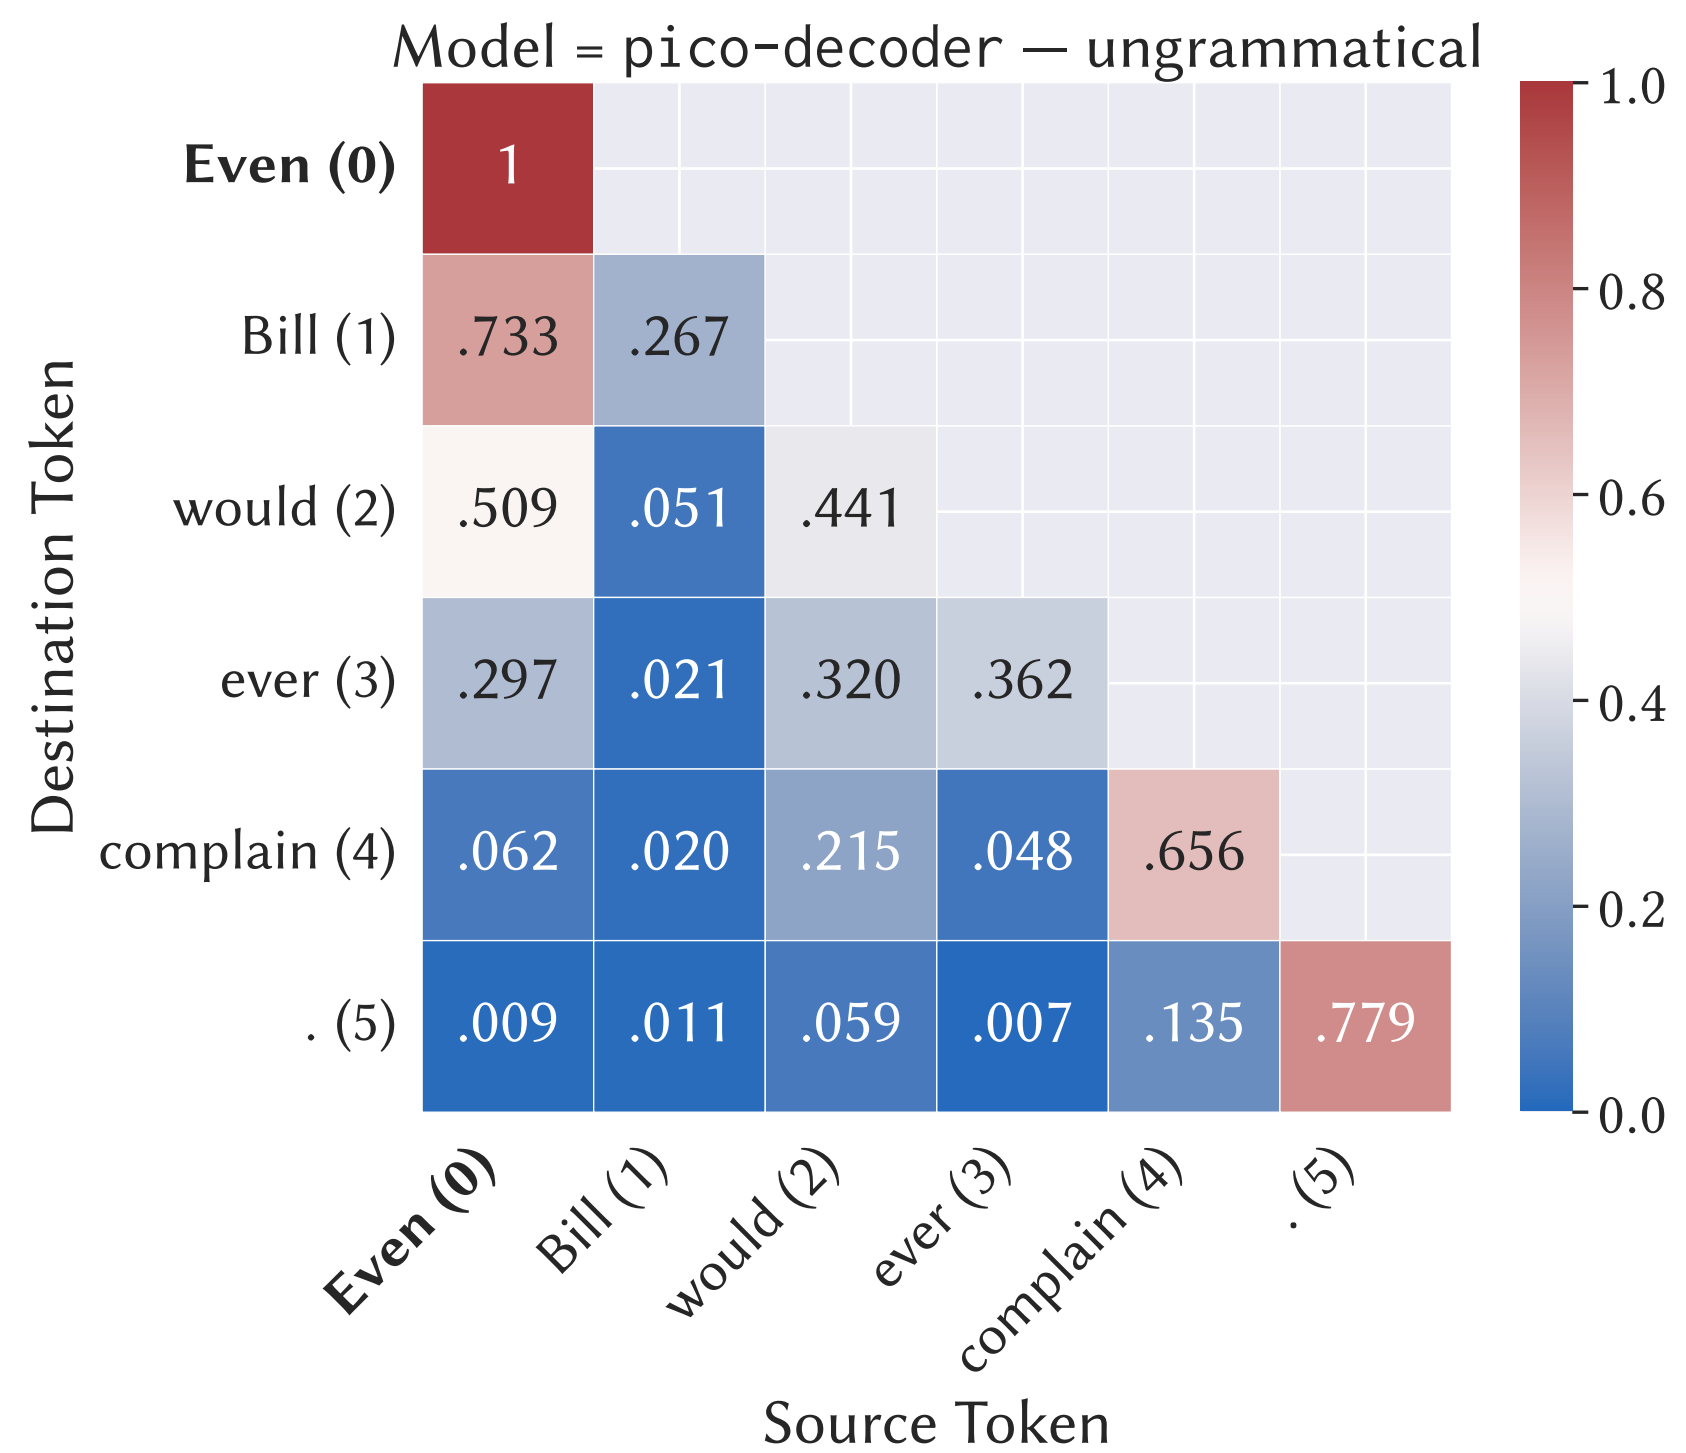 Model = pico-decoder — ungrammatical
Destination Token
Even (0) 1
Bill (1) .733 .267
would (2) .509 .051 .441
ever (3) .297 .021 .320 .362
complain (4) .062 .020 .215 .048 .656
. (5) .009 .011 .059 .007 .135 .779
Even (0) Bill (1) would (2) ever (3) complain (4) . (5)
Source Token
1.0
0.8
0.6
0.4
0.2
0.0